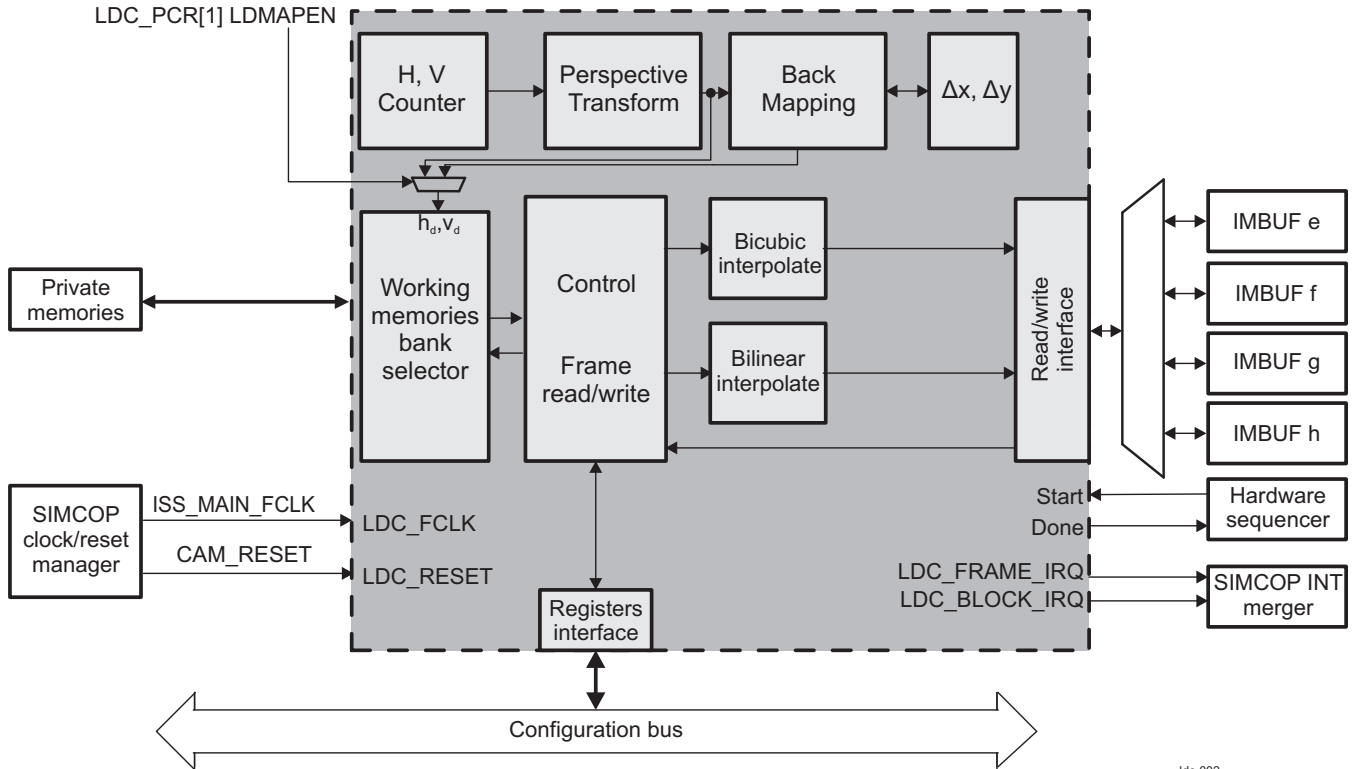 LDC_PCR[1] LDMAPEN
H, V
Counter
Perspective
Transform
Back
Mapping
Δx, Δy
h_d,v_d
Working
memories
bank
selector
Control
Frame
read/write
Bicubic
interpolate
Bilinear
interpolate
Read/write
interface
IMBUF e
IMBUF f
IMBUF g
IMBUF h
Private
memories
SIMCOP
clock/reset
manager
ISS_MAIN_FCLK
CAM_RESET
LDC_FCLK
LDC_RESET
Start
Done
Hardware
sequencer
LDC_FRAME_IRQ
LDC_BLOCK_IRQ
SIMCOP INT
merger
Registers
interface
Configuration bus